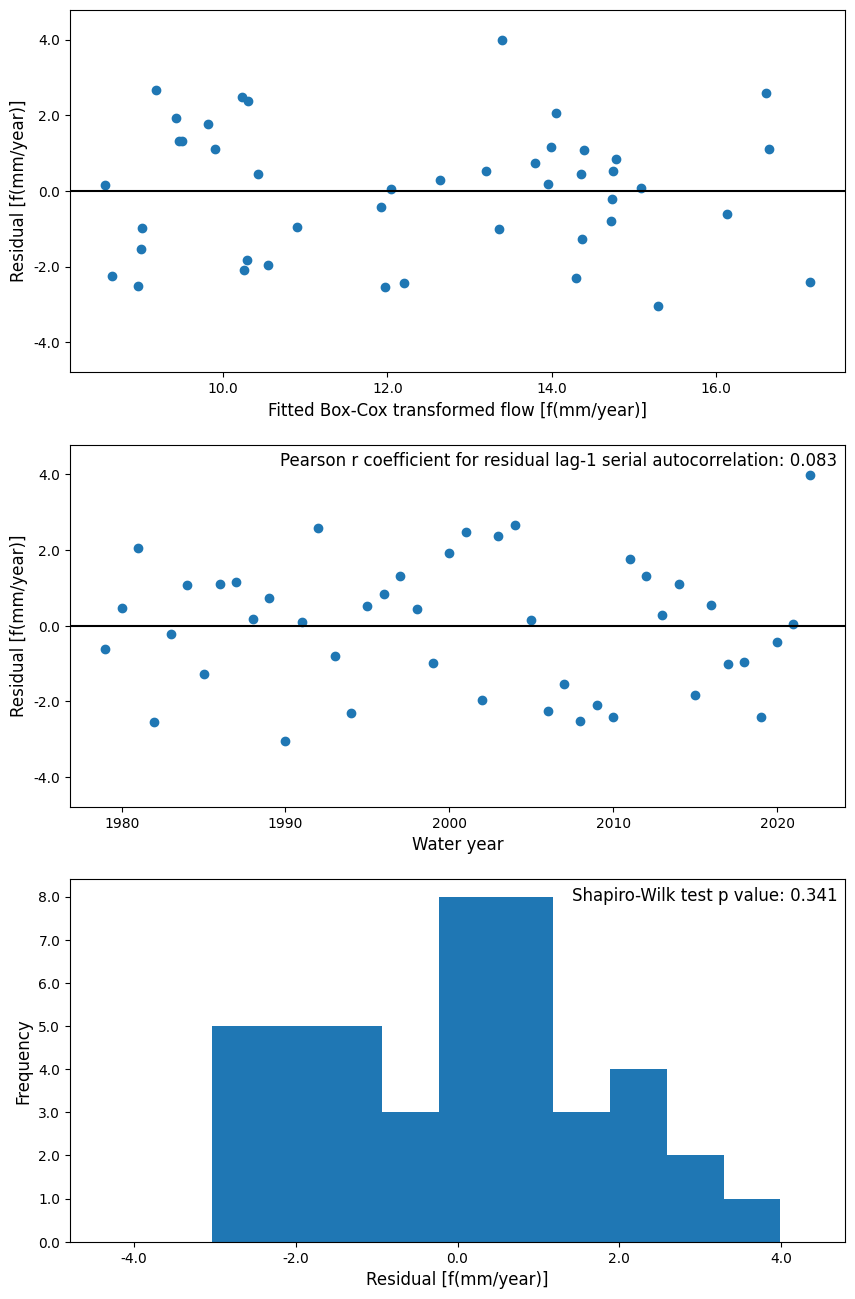 4.0
2.0
0.0
-2.0
-4.0
Residual [f(mm/year)]
10.0 12.0 14.0 16.0
Fitted Box-Cox transformed flow [f(mm/year)]
Pearson r coefficient for residual lag-1 serial autocorrelation: 0.083
4.0
2.0
0.0
-2.0
-4.0
Residual [f(mm/year)]
1980 1990 2000 2010 2020
Water year
Shapiro-Wilk test p value: 0.341
8.0
7.0
6.0
5.0
4.0
3.0
2.0
1.0
0.0
Frequency
-4.0 -2.0 0.0 2.0 4.0
Residual [f(mm/year)]